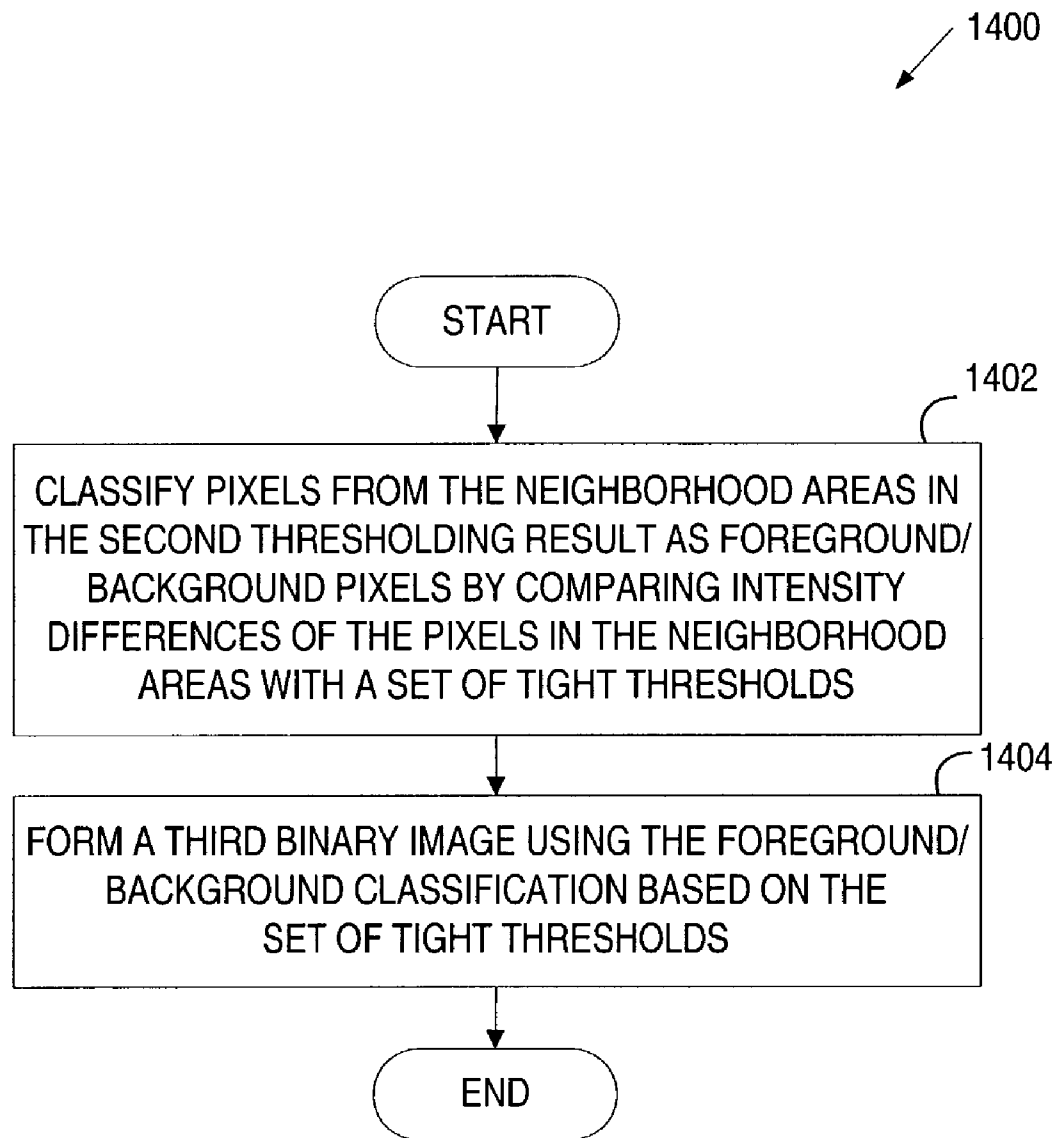 1400
START
1402
CLASSIFY PIXELS FROM THE NEIGHBORHOOD AREAS IN
THE SECOND THRESHOLDING RESULT AS FOREGROUND/
BACKGROUND PIXELS BY COMPARING INTENSITY
DIFFERENCES OF THE PIXELS IN THE NEIGHBORHOOD
AREAS WITH A SET OF TIGHT THRESHOLDS
1404
FORM A THIRD BINARY IMAGE USING THE FOREGROUND/
BACKGROUND CLASSIFICATION BASED ON THE
SET OF TIGHT THRESHOLDS
END